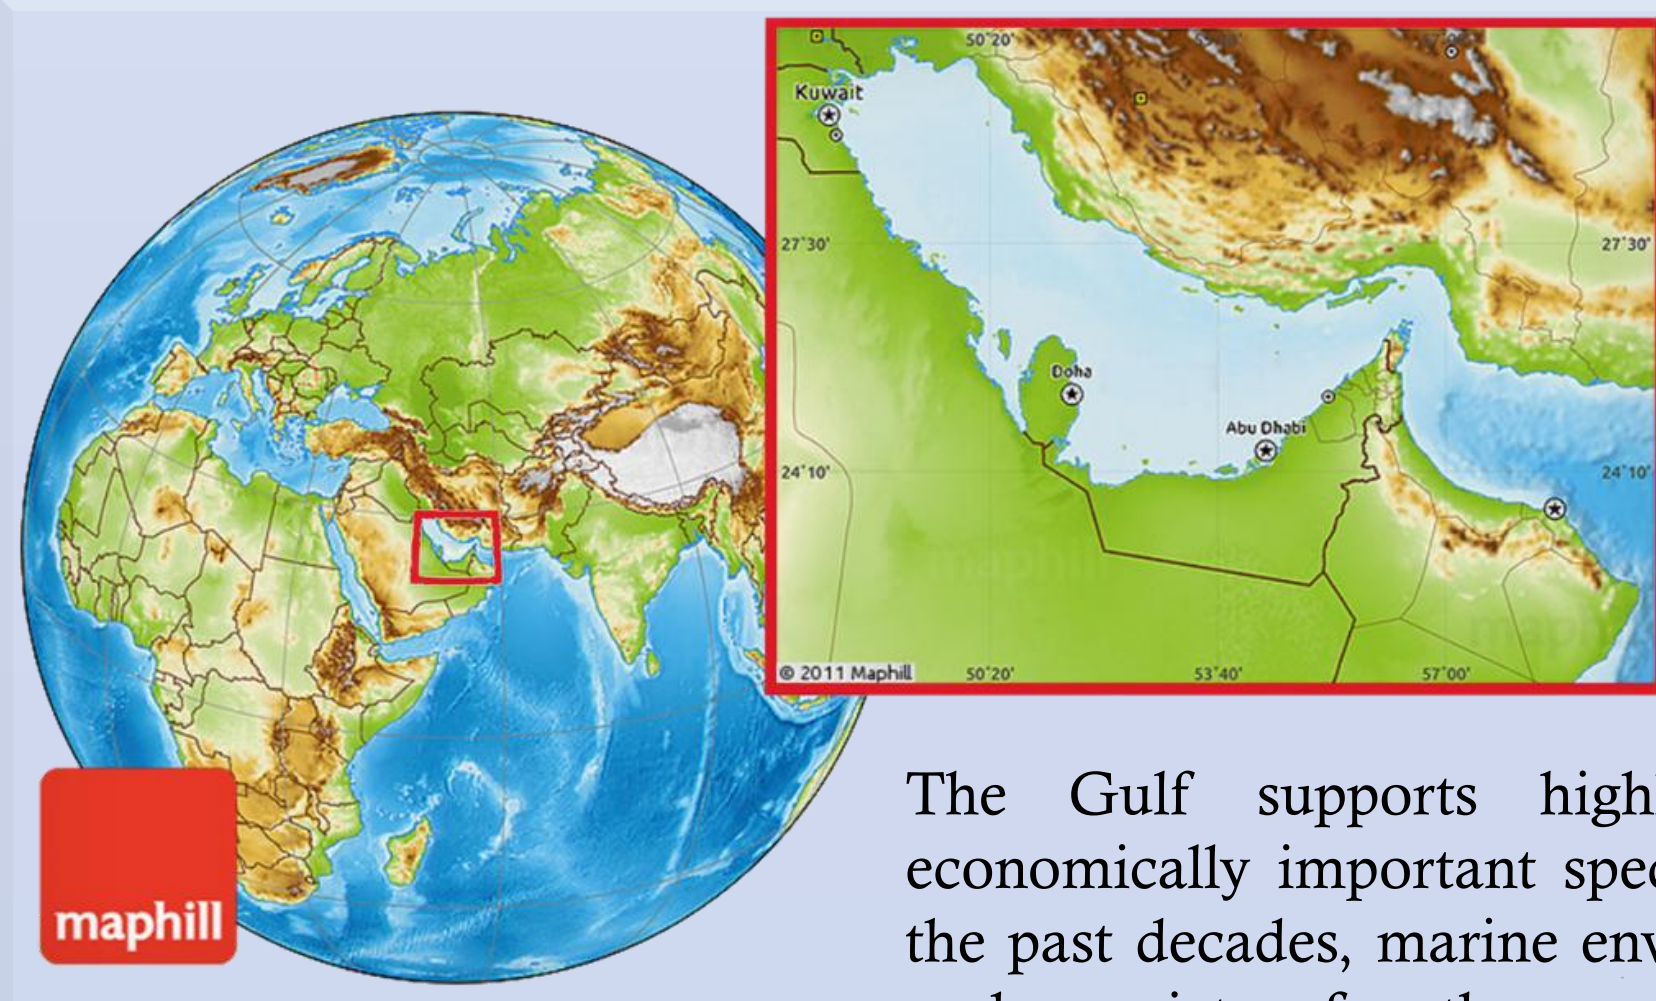 50°20'
Kuwait
27°30'
27°30'
Doha
Abu Dhabi
24°10'
24°10'
© 2011 Maphill
50°20'
53°40'
57°00'
maphill
The Gulf supports
economically important
the past decades, marine